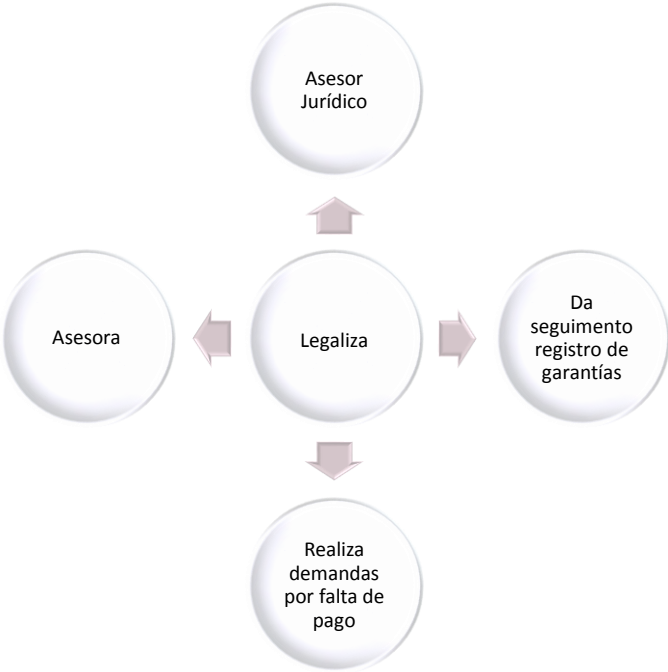 Asesor
Jurídico
Asesora
Legaliza
Da
seguimento
registro de
garantías
Realiza
demandas
por falta de
pago